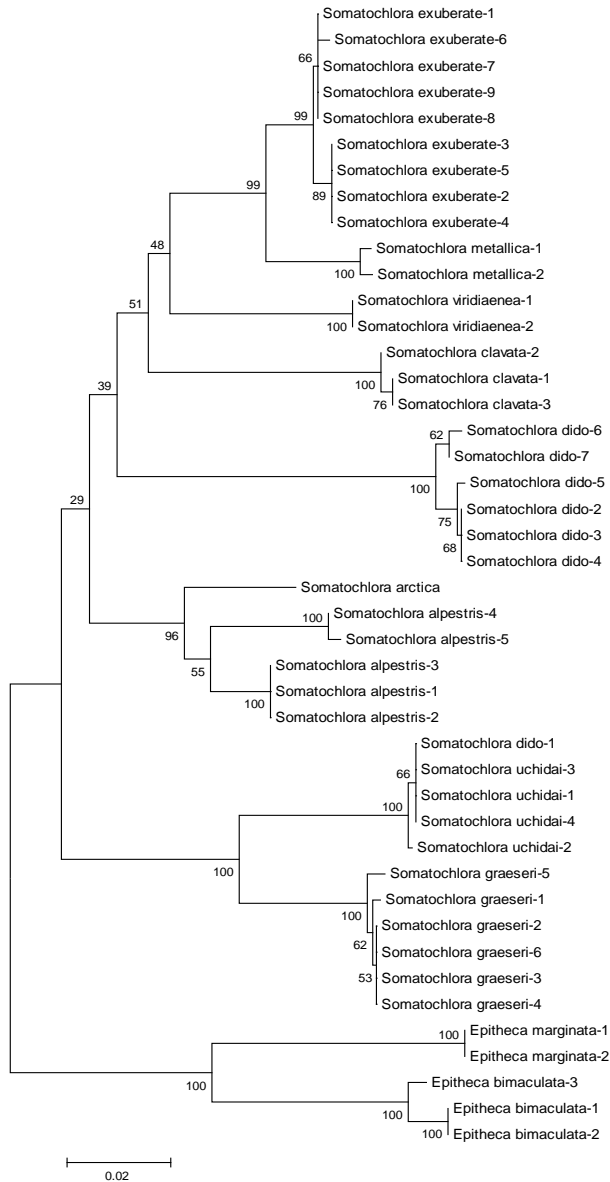 Somatochlora exuberate-1
Somatochlora exuberate-6
66
Somatochlora exuberate-7
Somatochlora exuberate-9
99
Somatochlora exuberate-8
Somatochlora exuberate-3
Somatochlora exuberate-5
99
89
Somatochlora exuberate-2
Somatochlora exuberate-4
48
Somatochlora metallica-1
100
Somatochlora metallica-2
51
Somatochlora viridiaenea-1
100
Somatochlora viridiaenea-2
Somatochlora clavata-2
39
100
Somatochlora clavata-1
76
Somatochlora clavata-3
62
Somatochlora dido-6
Somatochlora dido-7
100
Somatochlora dido-5
29
75
Somatochlora dido-2
Somatochlora dido-3
68
Somatochlora dido-4
Somatochlora arctica
100
Somatochlora alpestris-4
96
Somatochlora alpestris-5
55
Somatochlora alpestris-3
Somatochlora alpestris-1
100
Somatochlora alpestris-2
Somatochlora dido-1
66
Somatochlora uchidai-3
Somatochlora uchidai-1
100
Somatochlora uchidai-4
Somatochlora uchidai-2
100
Somatochlora graeseri-5
Somatochlora graeseri-1
100
Somatochlora graeseri-2
62
Somatochlora graeseri-6
53
Somatochlora graeseri-3
Somatochlora graeseri-4
100
Epitheca marginata-1
Epitheca marginata-2
100
Epitheca bimaculata-3
100
Epitheca bimaculata-1
100
Epitheca bimaculata-2
0.02